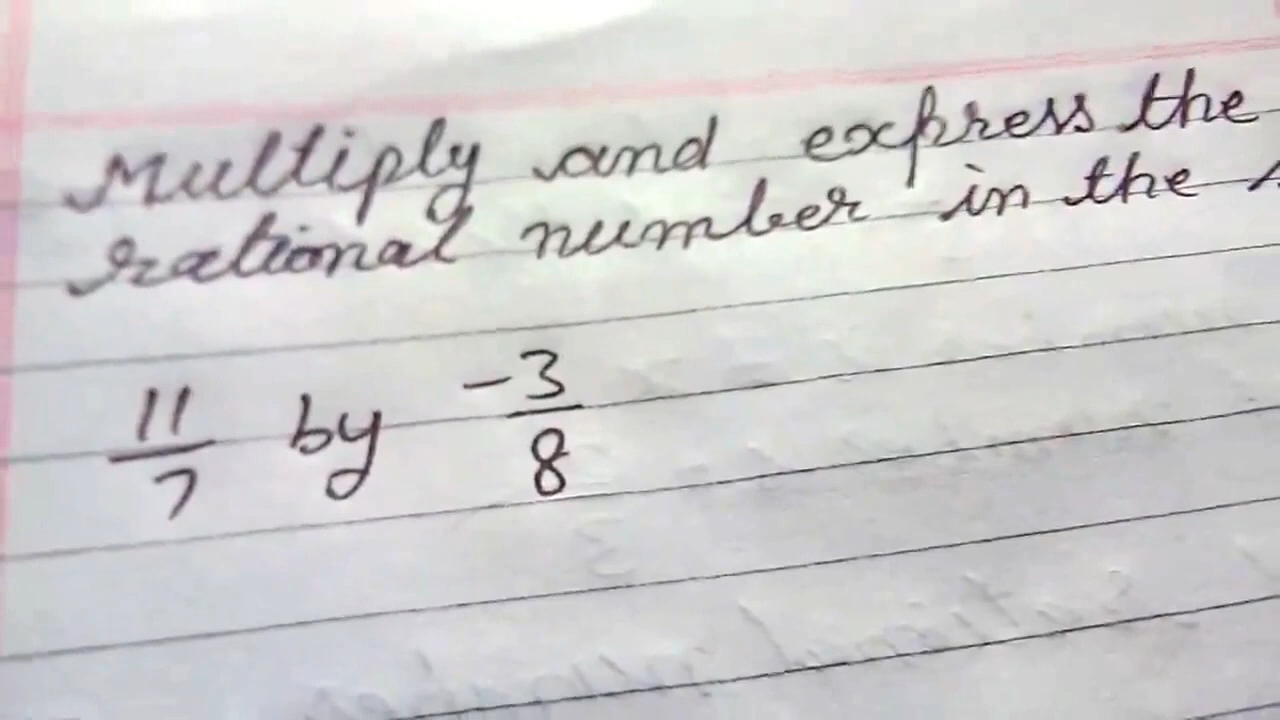 Multiply and express the
rational number in the
11/7 by -3/8